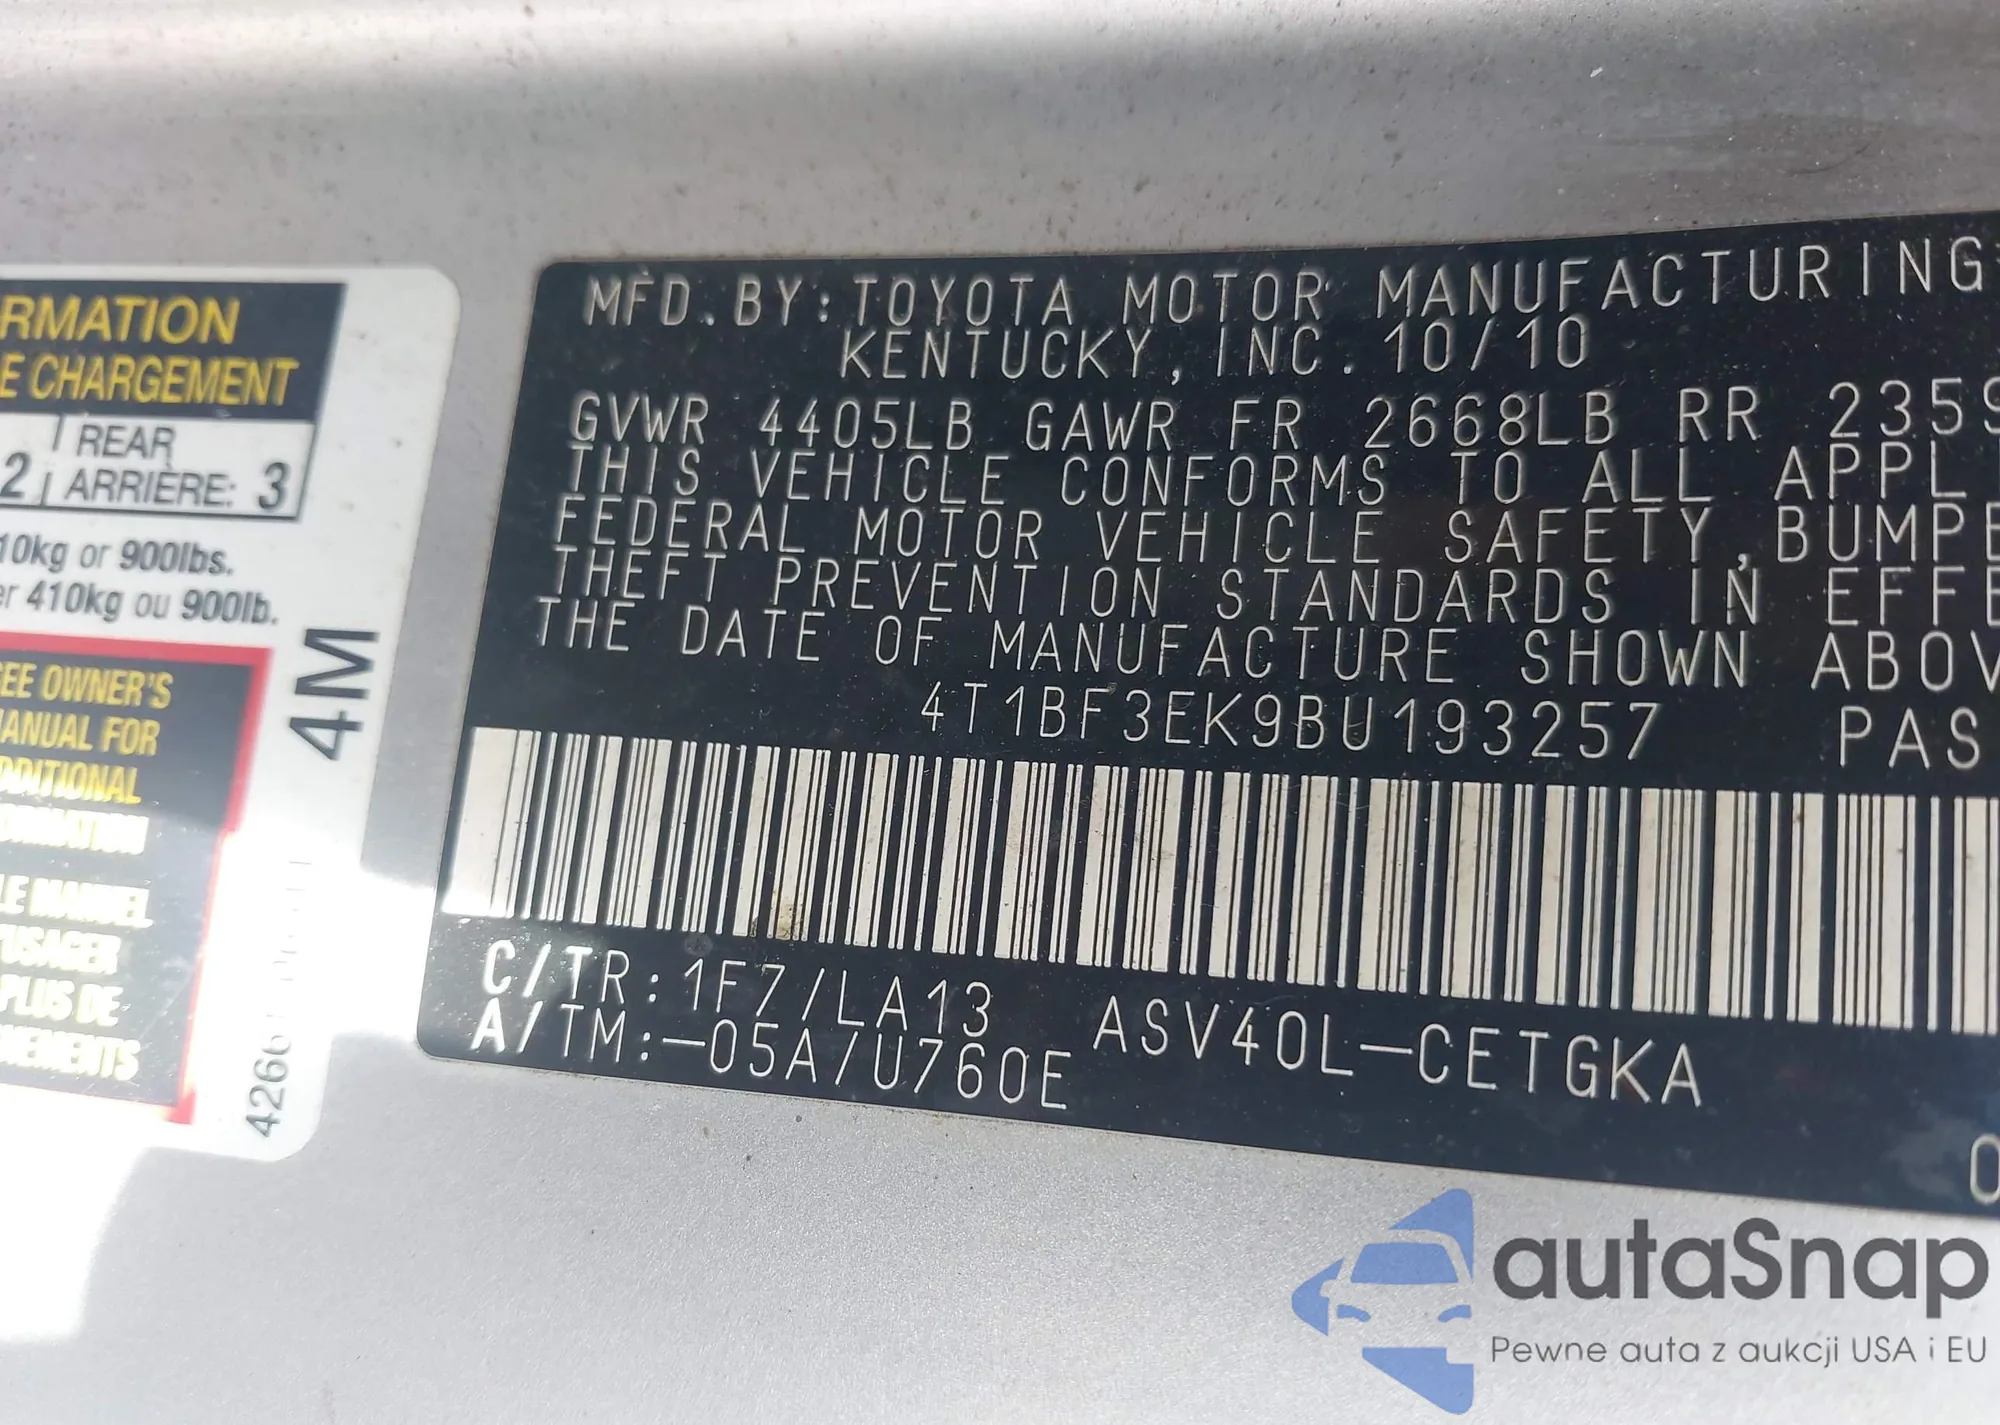 RMATION
E CHARGEMENT
2 REAR
ARRIÈRE: 3
10kg or 900lbs.
er 410kg ou 900lb.
EE OWNER'S
ANUAL FOR
DDITIONAL
ORMATION
LE MANUEL
PLUS DE
4M
MFD. BY: TOYOTA MOTOR MANUFACTURING
KENTUCKY, INC. 10/10
GVWR 4405LB GAWR FR 2668LB RR 2359
THIS VEHICLE CONFORMS TO ALL APPL
FEDERAL MOTOR VEHICLE SAFETY, BUMPE
THEFT PREVENTION STANDARDS IN EFFE
THE DATE OF MANUFACTURE SHOWN ABOV
4T1BF3EK9BU193257 PAS
C/TR: 1F7/LA13 ASV40L-CETGKA
A/TM: -05A/U760E
autaSnap
Pewne auta z aukcji USA i EU